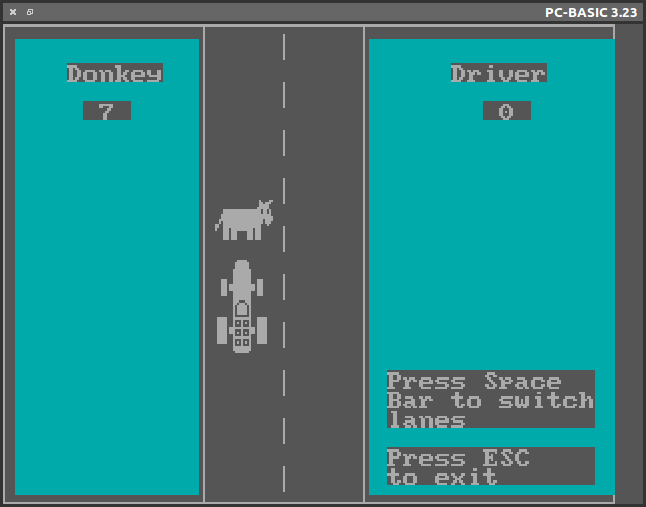 PC-BASIC 3.23
Donkey
Driver
7
0
Press Space
Bar to switch
lanes
Press ESC
to exit